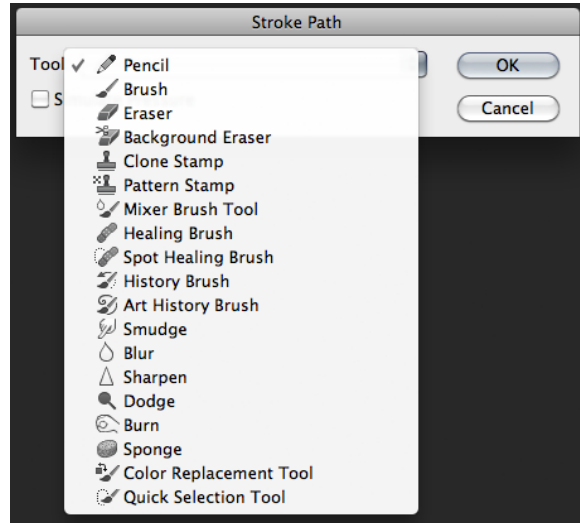 Stroke Path
Tool
Pencil
OK
Brush
S
Eraser
Cancel
Background Eraser
Clone Stamp
Pattern Stamp
Mixer Brush Tool
Healing Brush
Spot Healing Brush
History Brush
Art History Brush
Smudge
Blur
Sharpen
Dodge
Burn
Sponge
Color Replacement Tool
Quick Selection Tool